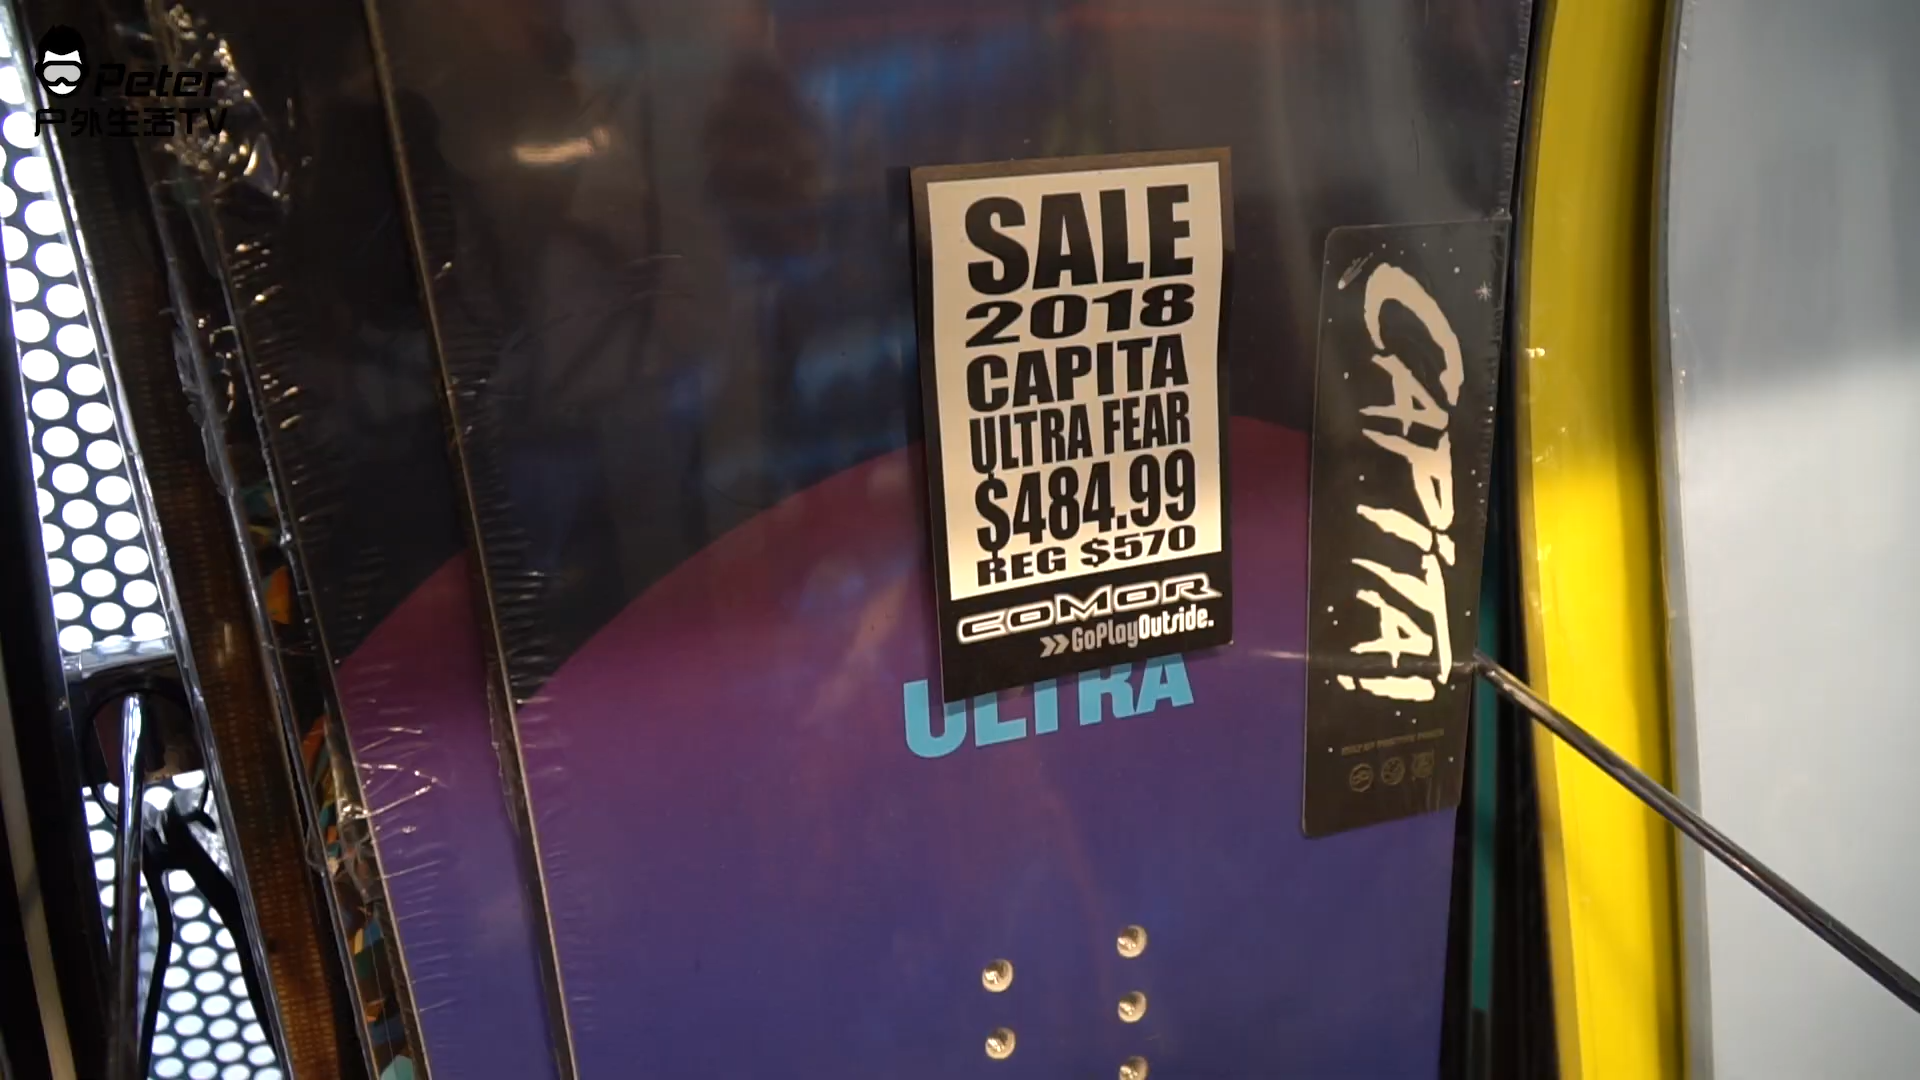 Peter
户外生活TV
SALE
2018
CAPITA
ULTRA FEAR
$484.99
REG $570
COMOR
GoPlayOutside.
ULTRA
CAPiTA!